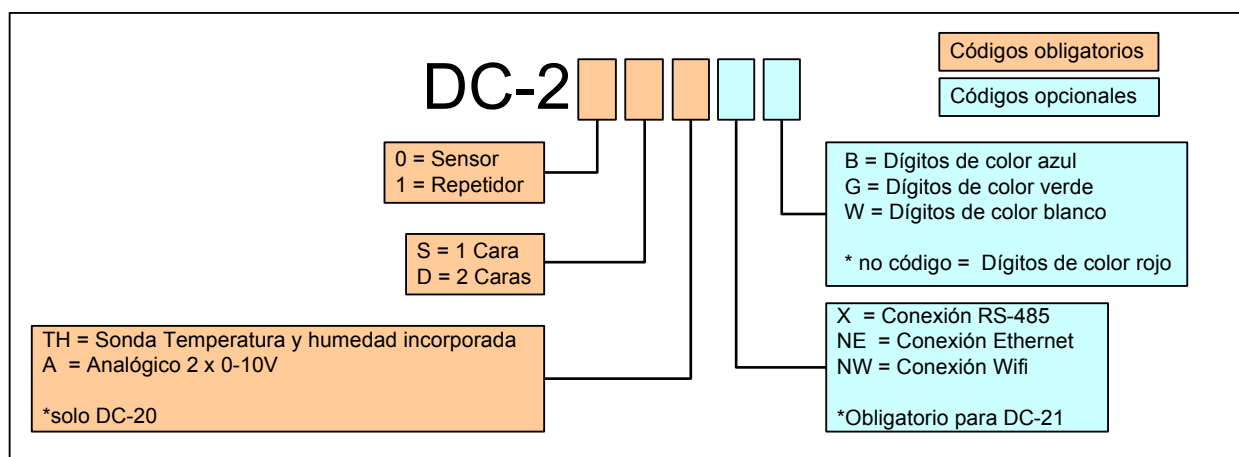 DC-2
Códigos obligatorios
Códigos opcionales
0 = Sensor
1 = Repetidor
S = 1 Cara
D = 2 Caras
TH = Sonda Temperatura y humedad incorporada
A = Analógico 2 x 0-10V
*solo DC-20
B = Dígitos de color azul
G = Dígitos de color verde
W = Dígitos de color blanco
* no código = Dígitos de color rojo
X = Conexión RS-485
NE = Conexión Ethernet
NW = Conexión Wifi
*Obligatorio para DC-21